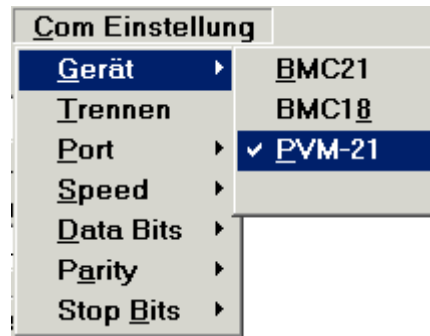 Com Einstellung
Gerät
Trennen
Port
Speed
Data Bits
Parity
Stop Bits
BMC21
BMC18
PVM-21